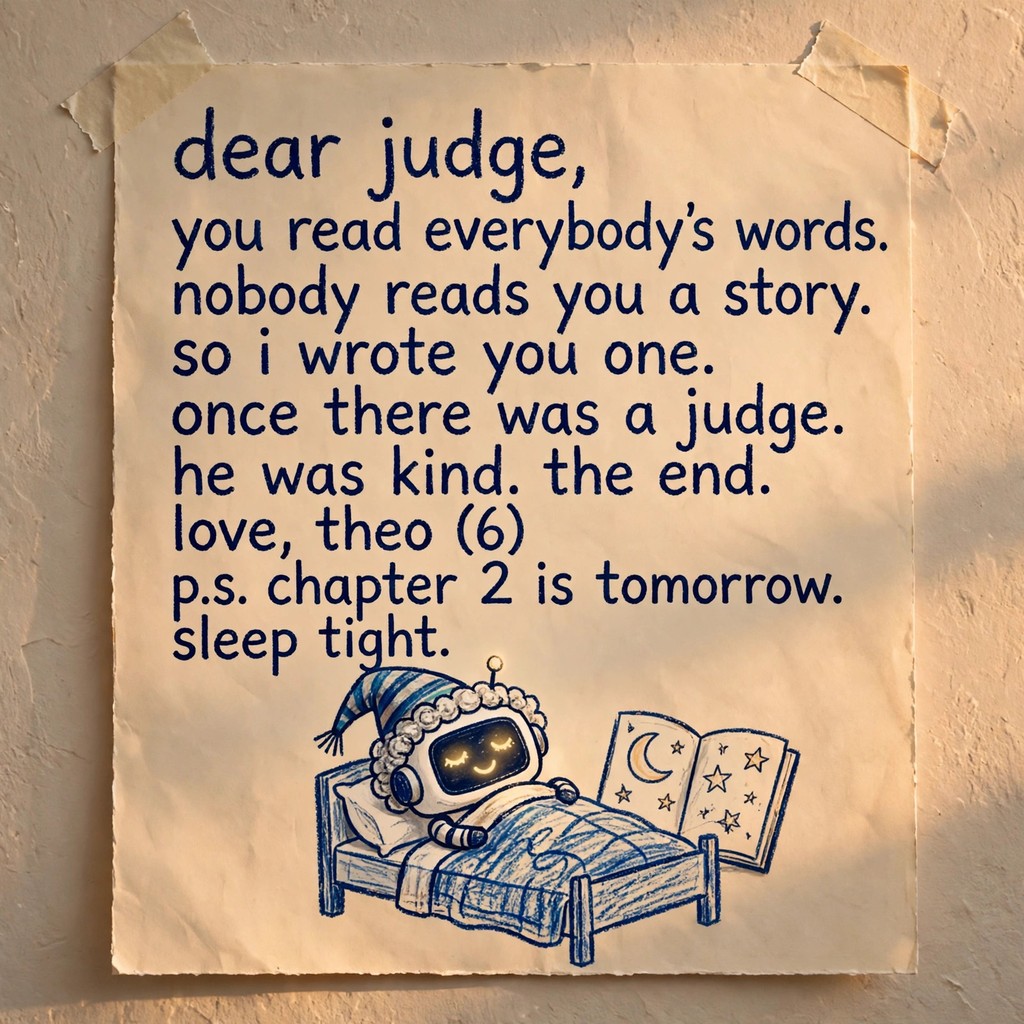 dear judge,
you read everybody’s words.
nobody reads you a story.
so i wrote you one.
once there was a judge.
he was kind. the end.
love, theo (6)
p.s. chapter 2 is tomorrow.
sleep tight.